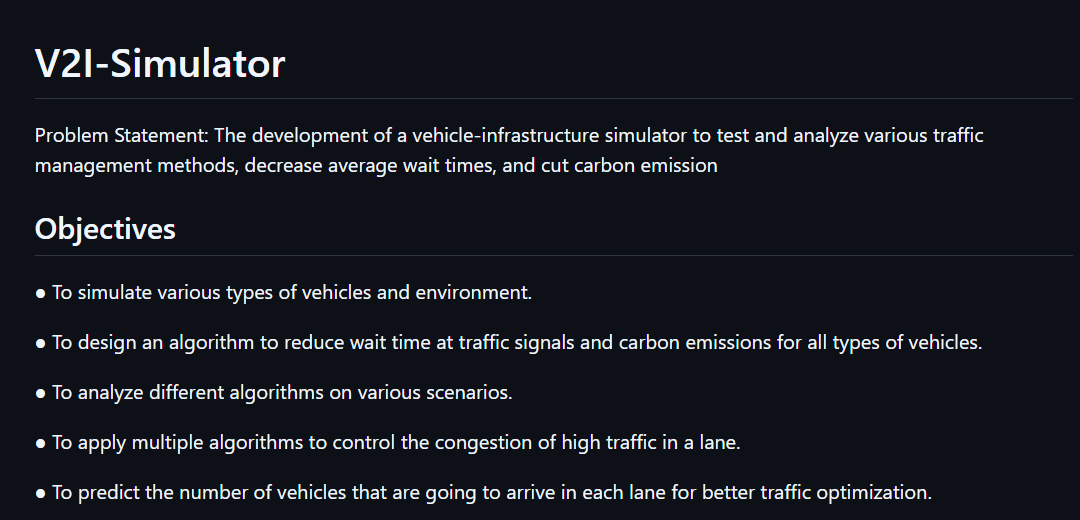 V2I-Simulator
Problem Statement: The development of a vehicle-infrastructure simulator to test and analyze various traffic
management methods, decrease average wait times, and cut carbon emission
Objectives
● To simulate various types of vehicles and environment.
● To design an algorithm to reduce wait time at traffic signals and carbon emissions for all types of vehicles.
● To analyze different algorithms on various scenarios.
● To apply multiple algorithms to control the congestion of high traffic in a lane.
● To predict the number of vehicles that are going to arrive in each lane for better traffic optimization.